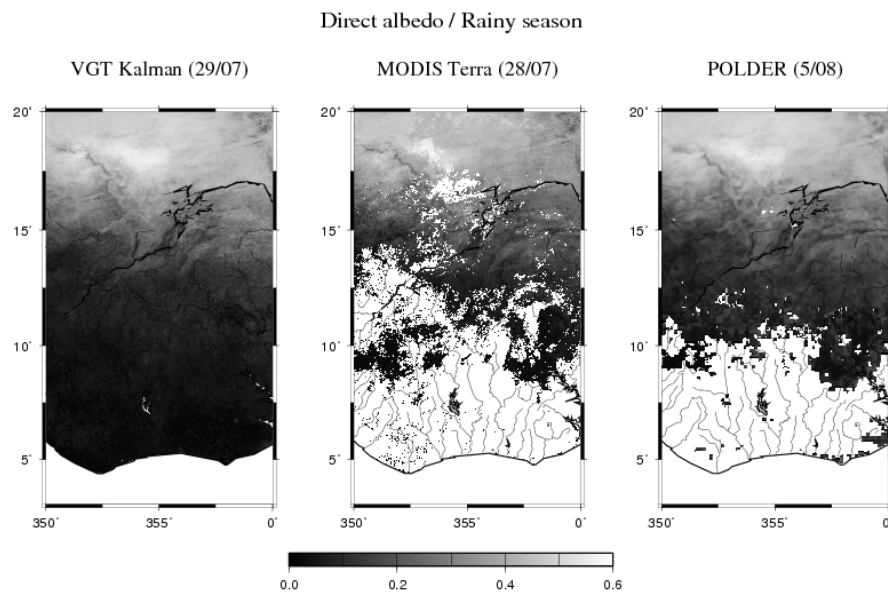 Direct albedo / Rainy season
VGT Kalman (29/07) MODIS Terra (28/07) POLDER (5/08)
20° 20° 20°
15° 15° 15°
10° 10° 10°
5° 5° 5°
350° 355° 0° 350° 355° 0° 350° 355° 0°
0.0 0.2 0.4 0.6